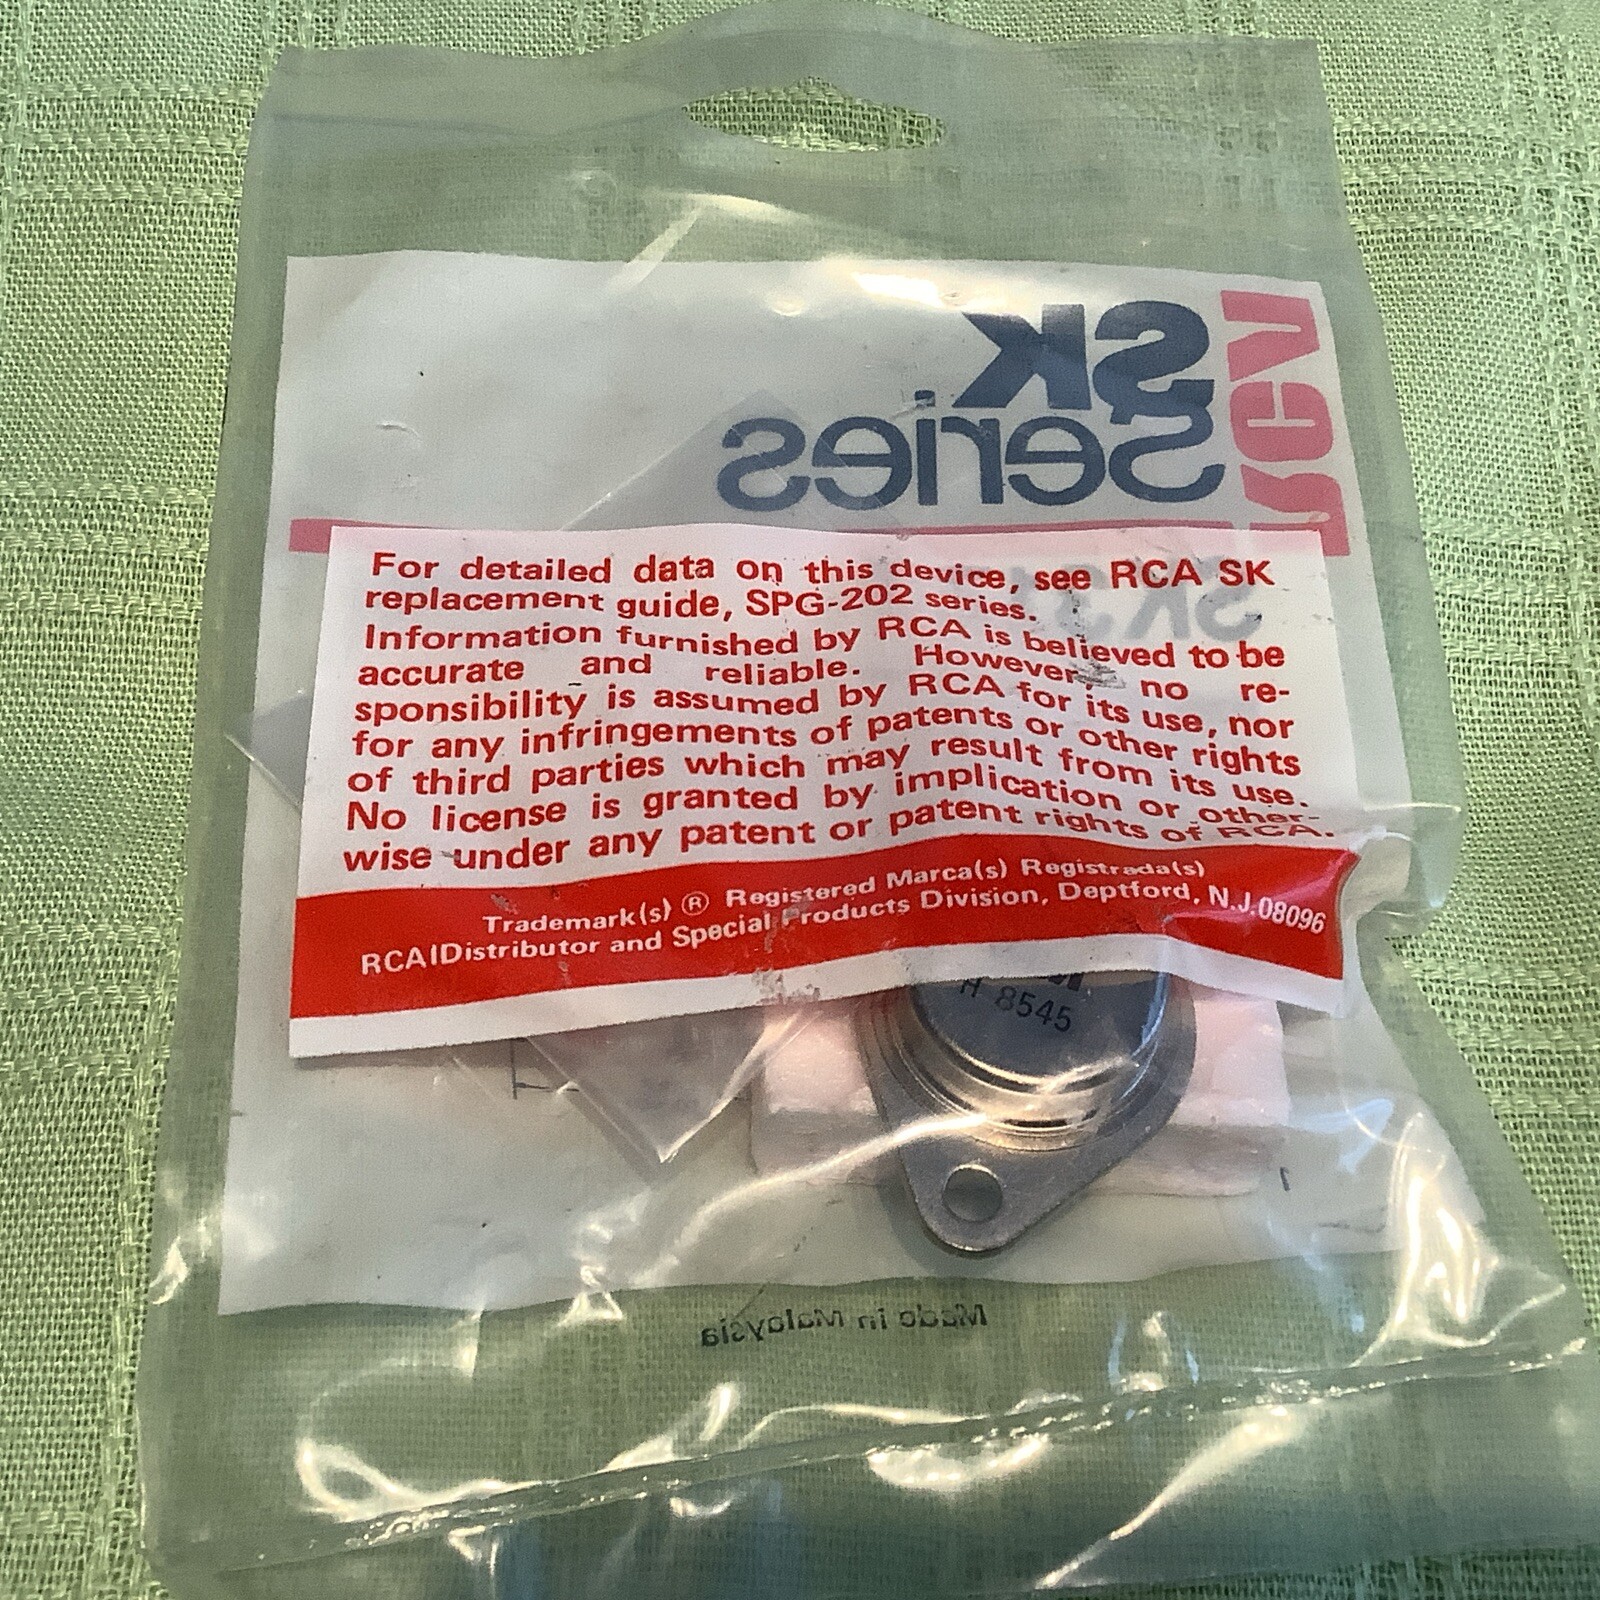 RCA
SK
Series
For detailed data on this device, see RCA SK
replacement guide, SPG-202 series.
Information furnished by RCA is believed to be
accurate and reliable. However, no re-
sponsibility is assumed by RCA for its use, nor
for any infringements of patents or other rights
of third parties which may result from its use.
No license is granted by implication or other-
wise under any patent or patent rights of RCA.
Trademark(s) ® Registered Marca(s) Registrada(s)
RCA|Distributor and Special Products Division, Deptford, N.J.08096
H 8545
Made in Malaysia